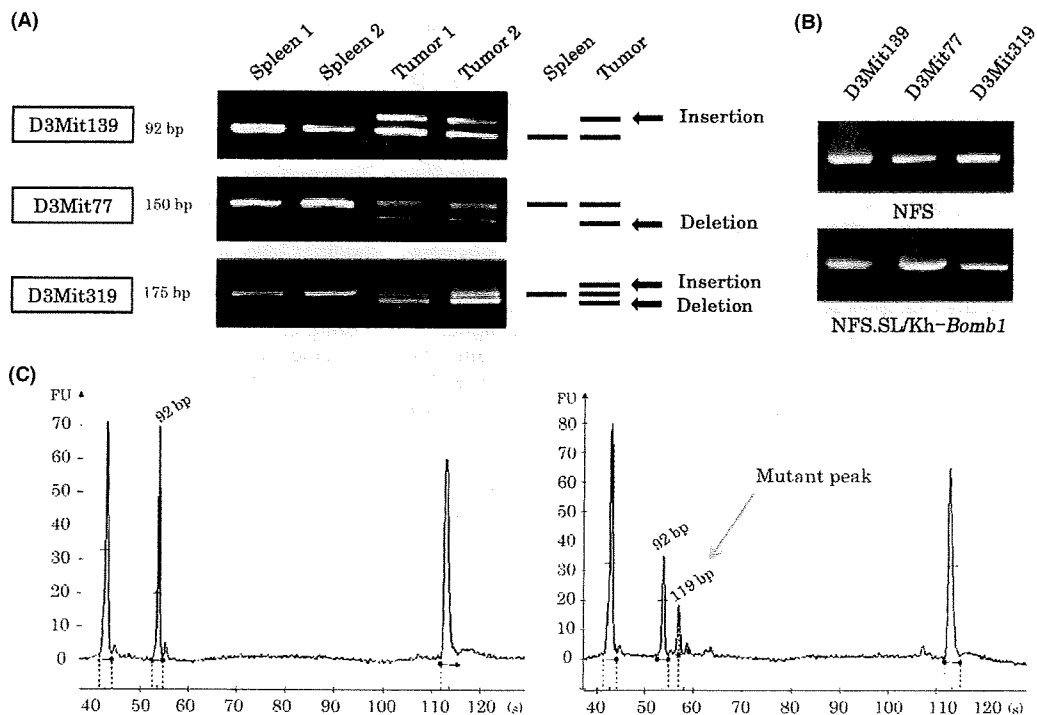 (A)
Spleen 1
Spleen 2
Tumor 1
Tumor 2
Spleen
Tumor
D3Mit139
92 bp
Insertion
D3Mit77
150 bp
Deletion
D3Mit319
175 bp
Insertion
Deletion
(B)
D3Mit139
D3Mit77
D3Mit319
NFS
NFS.SL/Kh-Bomb1
(C)
FU
70
60
50
40
30
20
10
0
92 bp
40 50 60 70 80 90 100 110 120 (s)
FU
80
70
60
50
40
30
20
10
0
92 bp
119 bp
Mutant peak
40 50 60 70 80 90 100 110 120 (s)